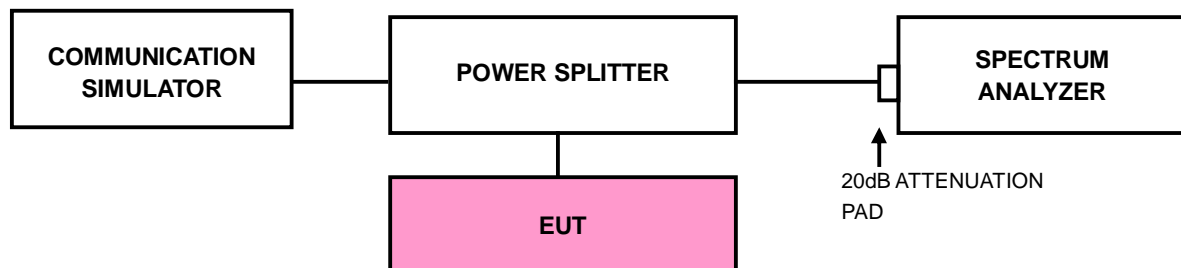 COMMUNICATION
SIMULATOR
POWER SPLITTER
SPECTRUM
ANALYZER
20dB ATTENUATION
PAD
EUT